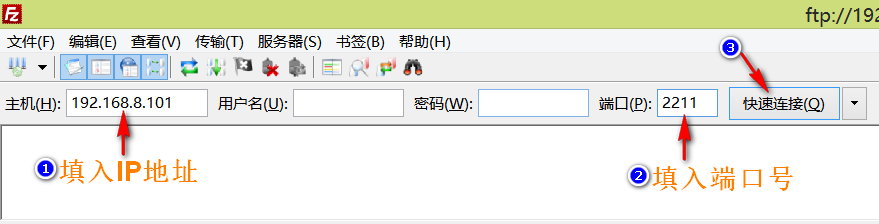 Fz
ftp://192
文件(F) 编辑(E) 查看(V) 传输(T) 服务器(S) 书签(B) 帮助(H)
③
主机(H): 192.168.8.101 用户名(U): 密码(W): 端口(P): 2211 快速连接(Q)
① 填入IP地址 ② 填入端口号